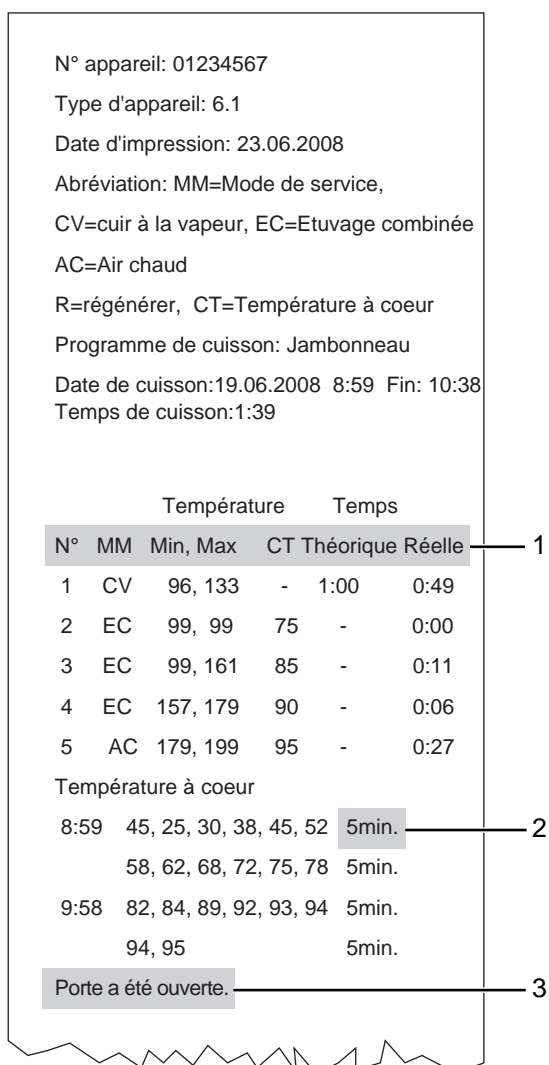 N° appareil: 01234567
Type d'appareil: 6.1
Date d'impression: 23.06.2008
Abréviation: MM=Mode de service,
CV=cuir à la vapeur, EC=Etuvage combinée
AC=Air chaud
R=régénérer, CT=Température à coeur
Programme de cuisson: Jambonneau
Date de cuisson:19.06.2008 8:59 Fin: 10:38
Temps de cuisson:1:39
Température Temps
N° MM Min, Max CT Théorique Réelle 1
1 CV 96, 133 - 1:00 0:49
2 EC 99, 99 75 - 0:00
3 EC 99, 161 85 - 0:11
4 EC 157, 179 90 - 0:06
5 AC 179, 199 95 - 0:27
Température à coeur
8:59 45, 25, 30, 38, 45, 52 5min. 2
58, 62, 68, 72, 75, 78 5min.
9:58 82, 84, 89, 92, 93, 94 5min.
94, 95 5min.
Porte a été ouverte. 3